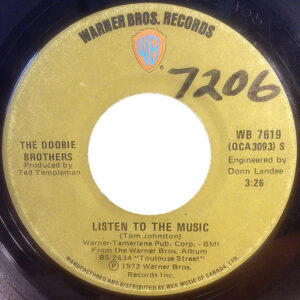 WARNER BROS. RECORDS
WB
7206
THE DOOBIE
BROTHERS
Produced by
Ted Templeman
WB 7619
(QCA3093) S
Engineered by
Donn Landee
3:26
LISTEN TO THE MUSIC
(Tom Johnston)
Warner-Tamerlane Pub. Corp. - BMI
From the Warner Bros. Album
BS 2634 "Toulouse Street"
℗ 1972 Warner Bros.
Records Inc.
MANUFACTURED AND DISTRIBUTED IN CANADA BY WEA MUSIC OF CANADA, LTD.